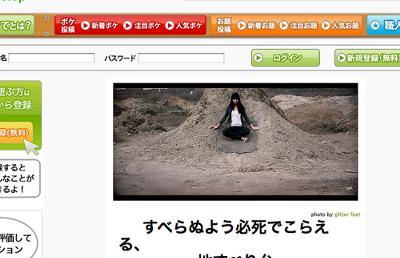 てとは?
ボケ投稿
新着ボケ
注目ボケ
人気ボケ
お題投稿
新着お題
注目お題
人気お題
職人
名
パスワード
ログイン
新規登録(無料)
遊ぶ方は
から登録
録(無料)
録すると
んなことが
きるよ!
評価して
ション
photo by glitter feet
すべらぬよう必死でこらえ
る、